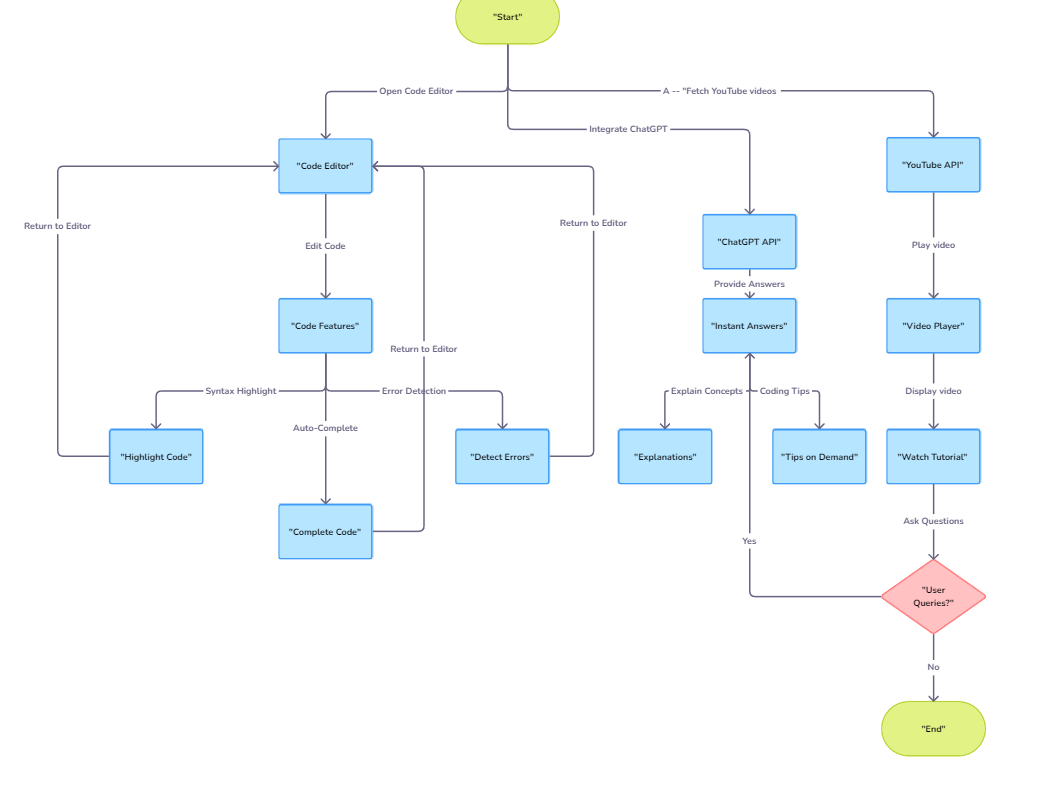 "Start"
Open Code Editor
A -- "Fetch YouTube videos
Integrate ChatGPT
"Code Editor"
"YouTube API"
Return to Editor
Return to Editor
Edit Code
"ChatGPT API"
Play video
Provide Answers
"Code Features"
"Instant Answers"
"Video Player"
Return to Editor
Syntax Highlight
Error Detection
Explain Concepts
Coding Tips
Display video
Auto-Complete
"Highlight Code"
"Detect Errors"
"Explanations"
"Tips on Demand"
"Watch Tutorial"
Ask Questions
"Complete Code"
Yes
"User
Queries?"
No
"End"